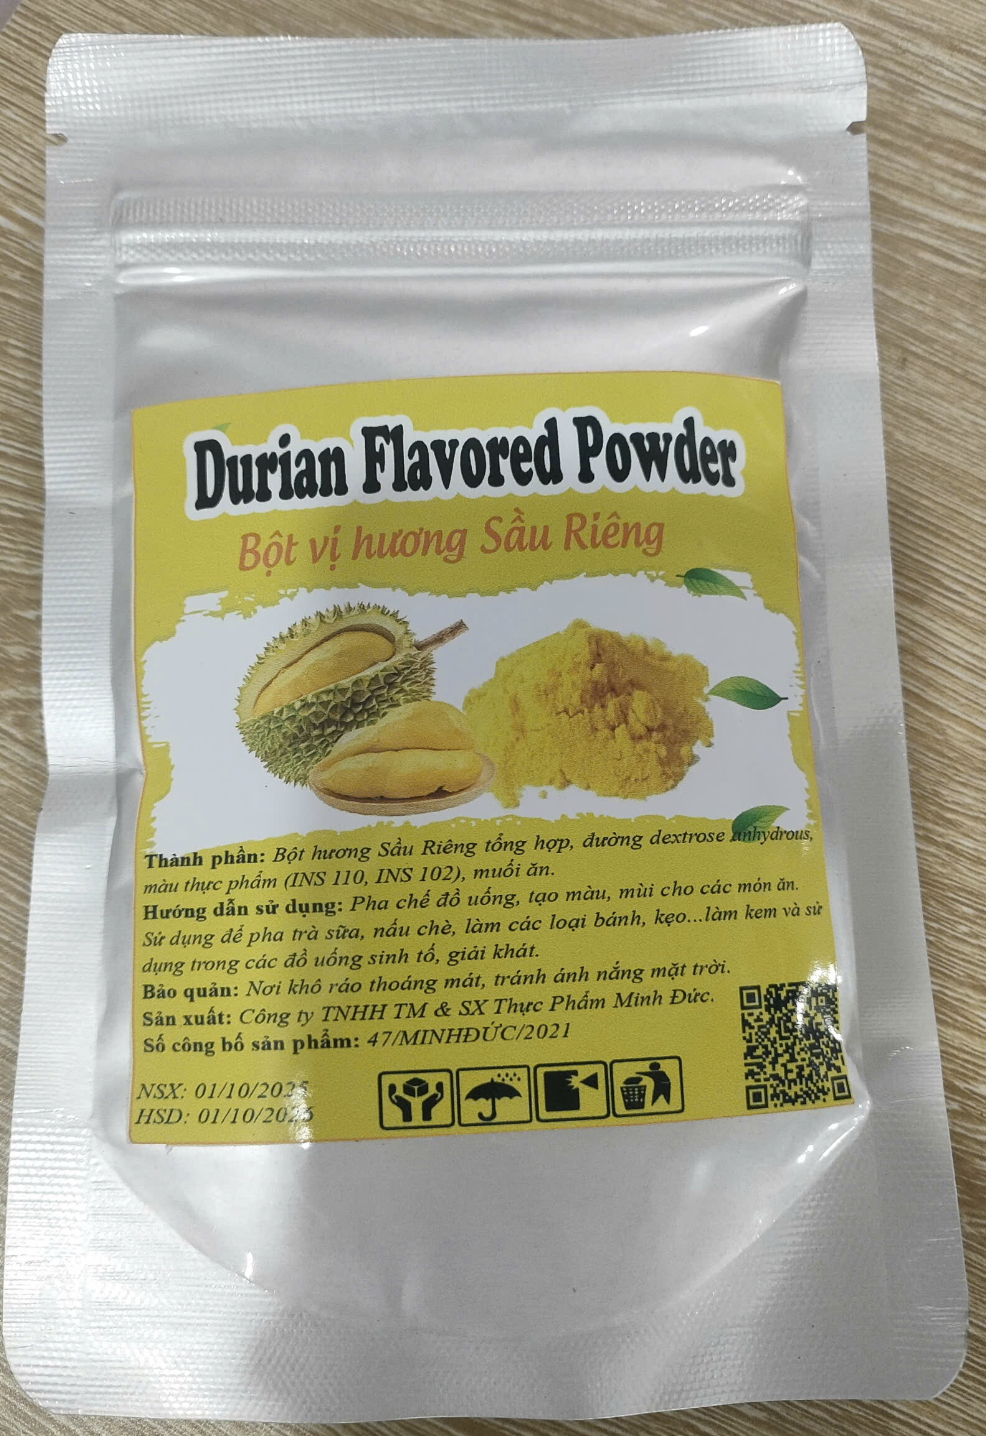 Durian Flavored Powder
Bột vị hương Sầu Riêng
Thành phần: Bột hương Sầu Riêng tổng hợp, đường dextrose anhydrous,
màu thực phẩm (INS 110, INS 102), muối ăn.
Hướng dẫn sử dụng: Pha chế đồ uống, tạo màu, mùi cho các món ăn.
Sử dụng để pha trà sữa, nấu chè, làm các loại bánh, kẹo...làm kem và sử
dụng trong các đồ uống sinh tố, giải khát.
Bảo quản: Nơi khô ráo thoáng mát, tránh ánh nắng mặt trời.
Sản xuất: Công ty TNHH TM & SX Thực Phẩm Minh Đức.
Số công bố sản phẩm: 47/MINHĐỨC/2021
NSX: 01/10/2025
HSD: 01/10/2026